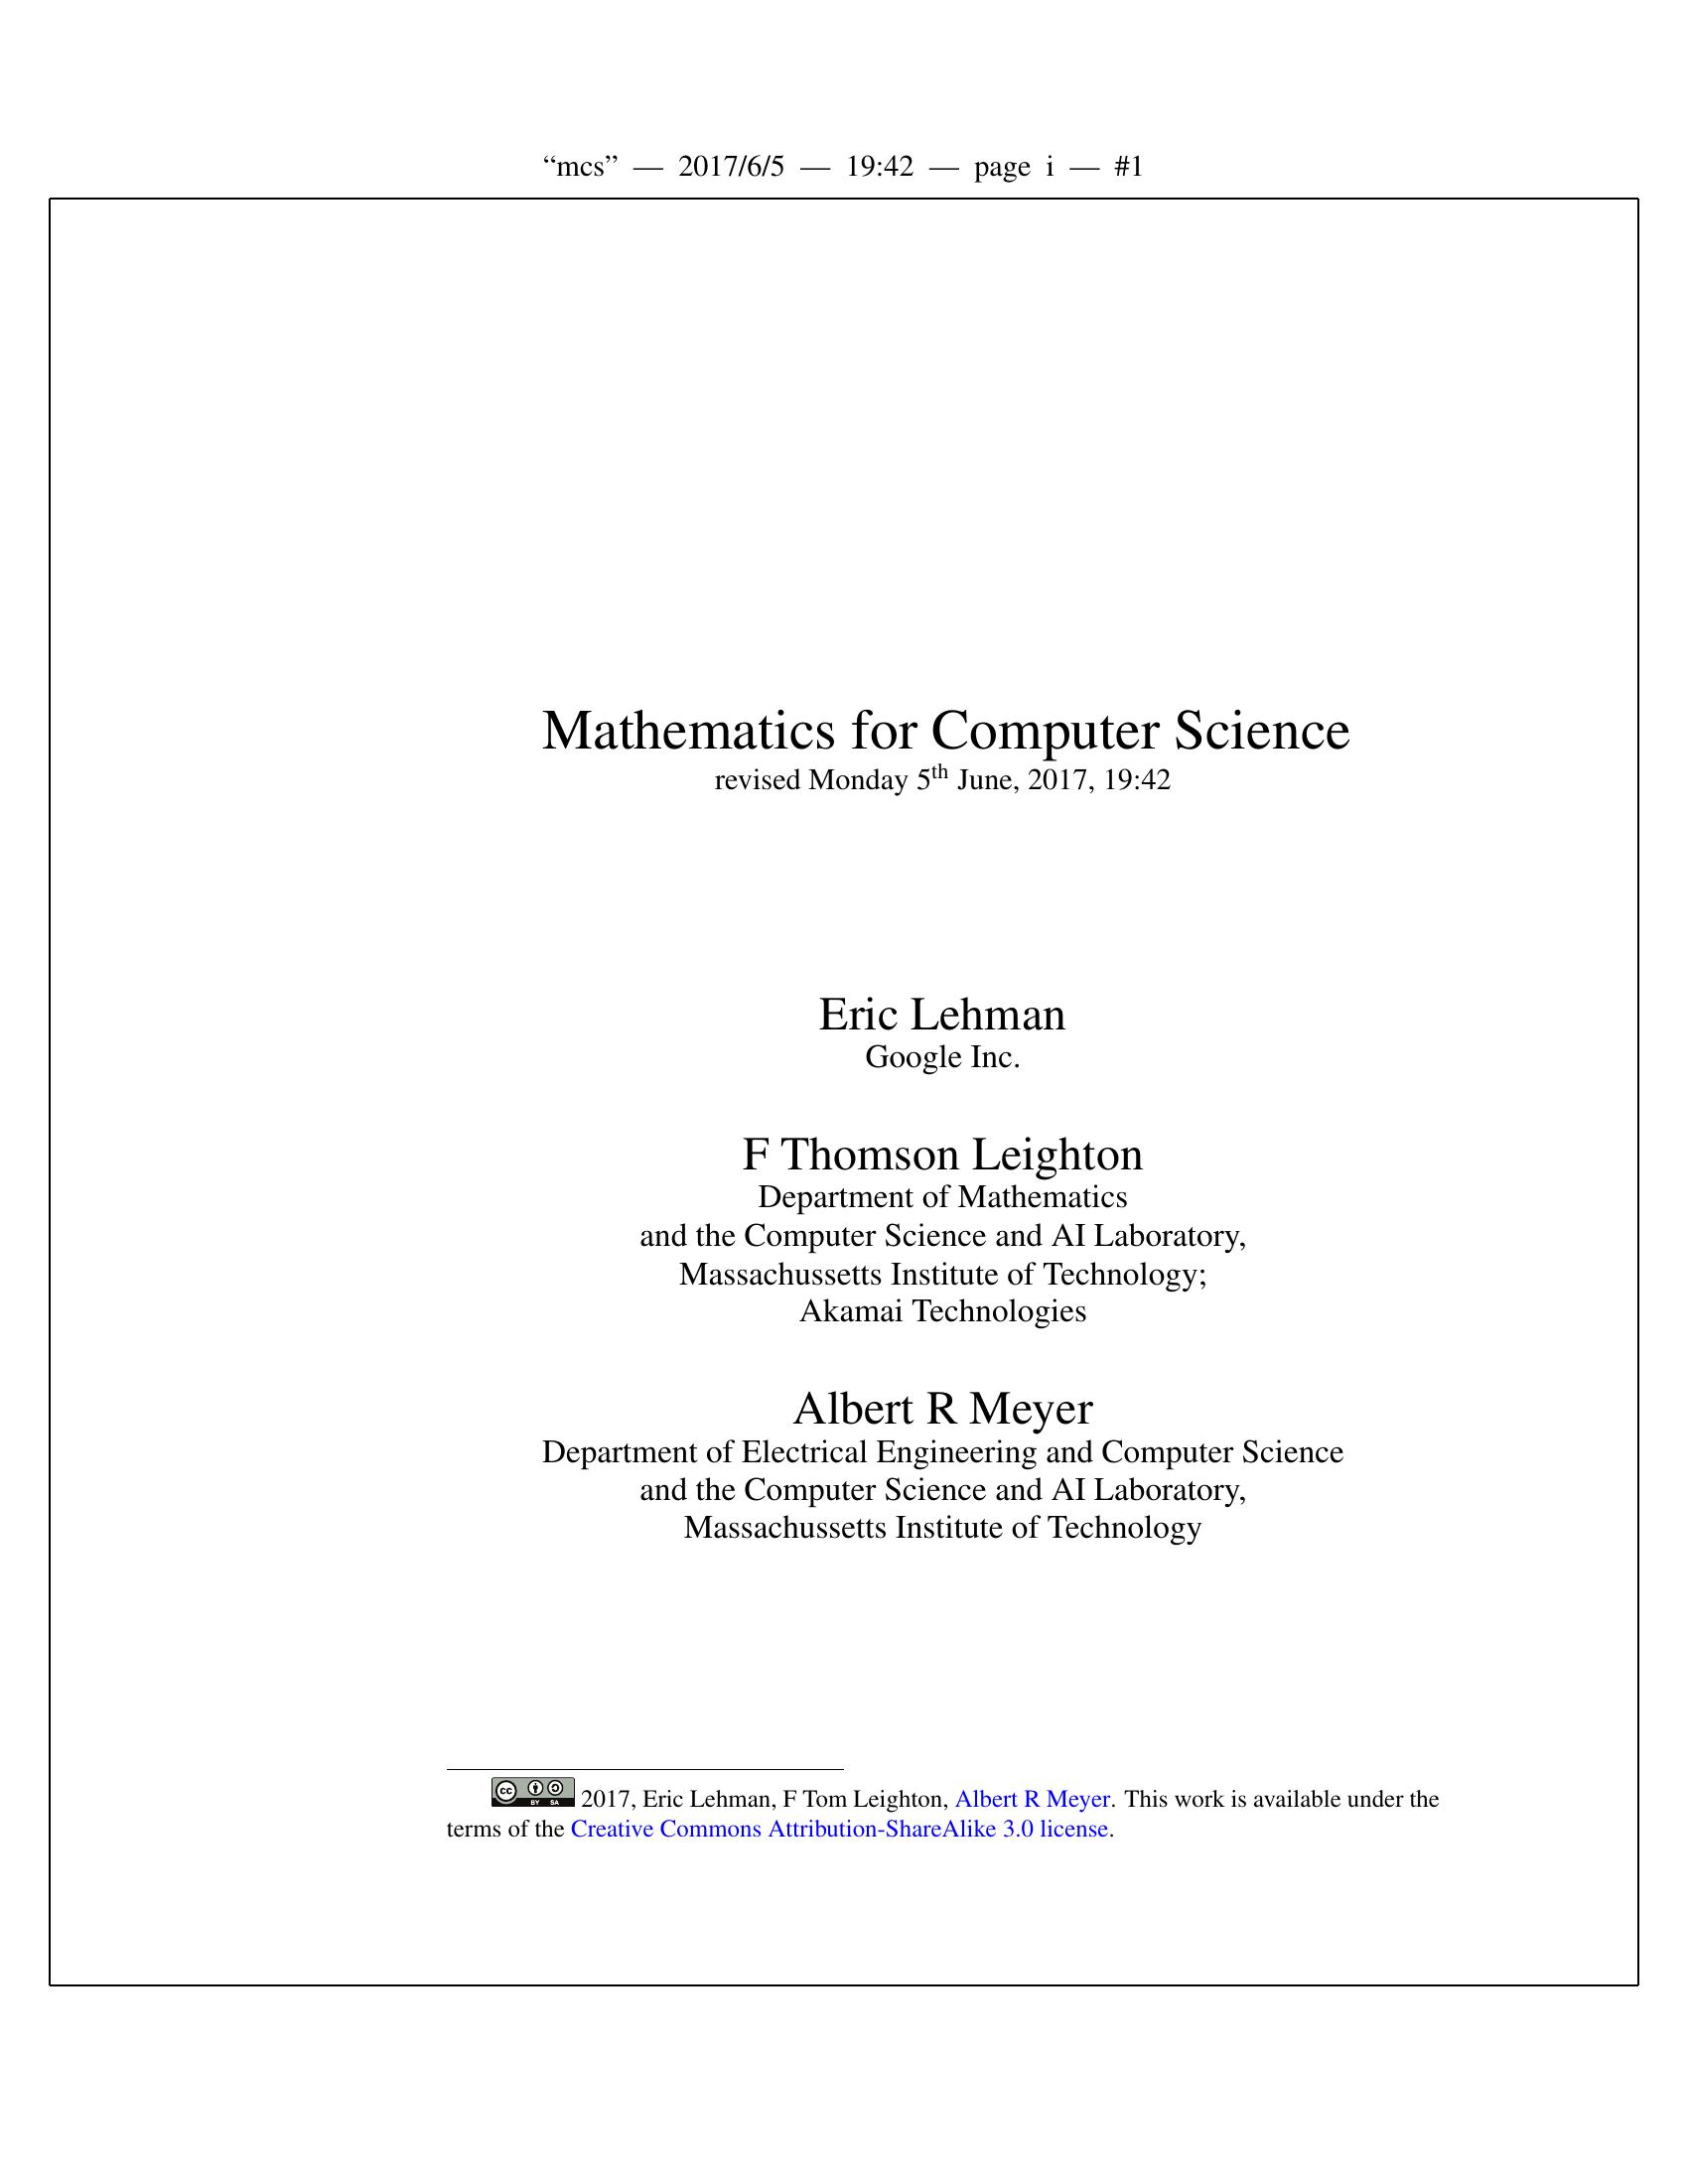 “mcs” — 2017/6/5 — 19:42 — page i — #1
Mathematics for Computer Science
revised Monday 5th June, 2017, 19:42
Eric Lehman
Google Inc.
F Thomson Leighton
Department of Mathematics
and the Computer Science and AI Laboratory,
Massachussetts Institute of Technology;
Akamai Technologies
Albert R Meyer
Department of Electrical Engineering and Computer Science
and the Computer Science and AI Laboratory,
Massachussetts Institute of Technology
cc BY SA 2017, Eric Lehman, F Tom Leighton, Albert R Meyer. This work is available under the
terms of the Creative Commons Attribution-ShareAlike 3.0 license.